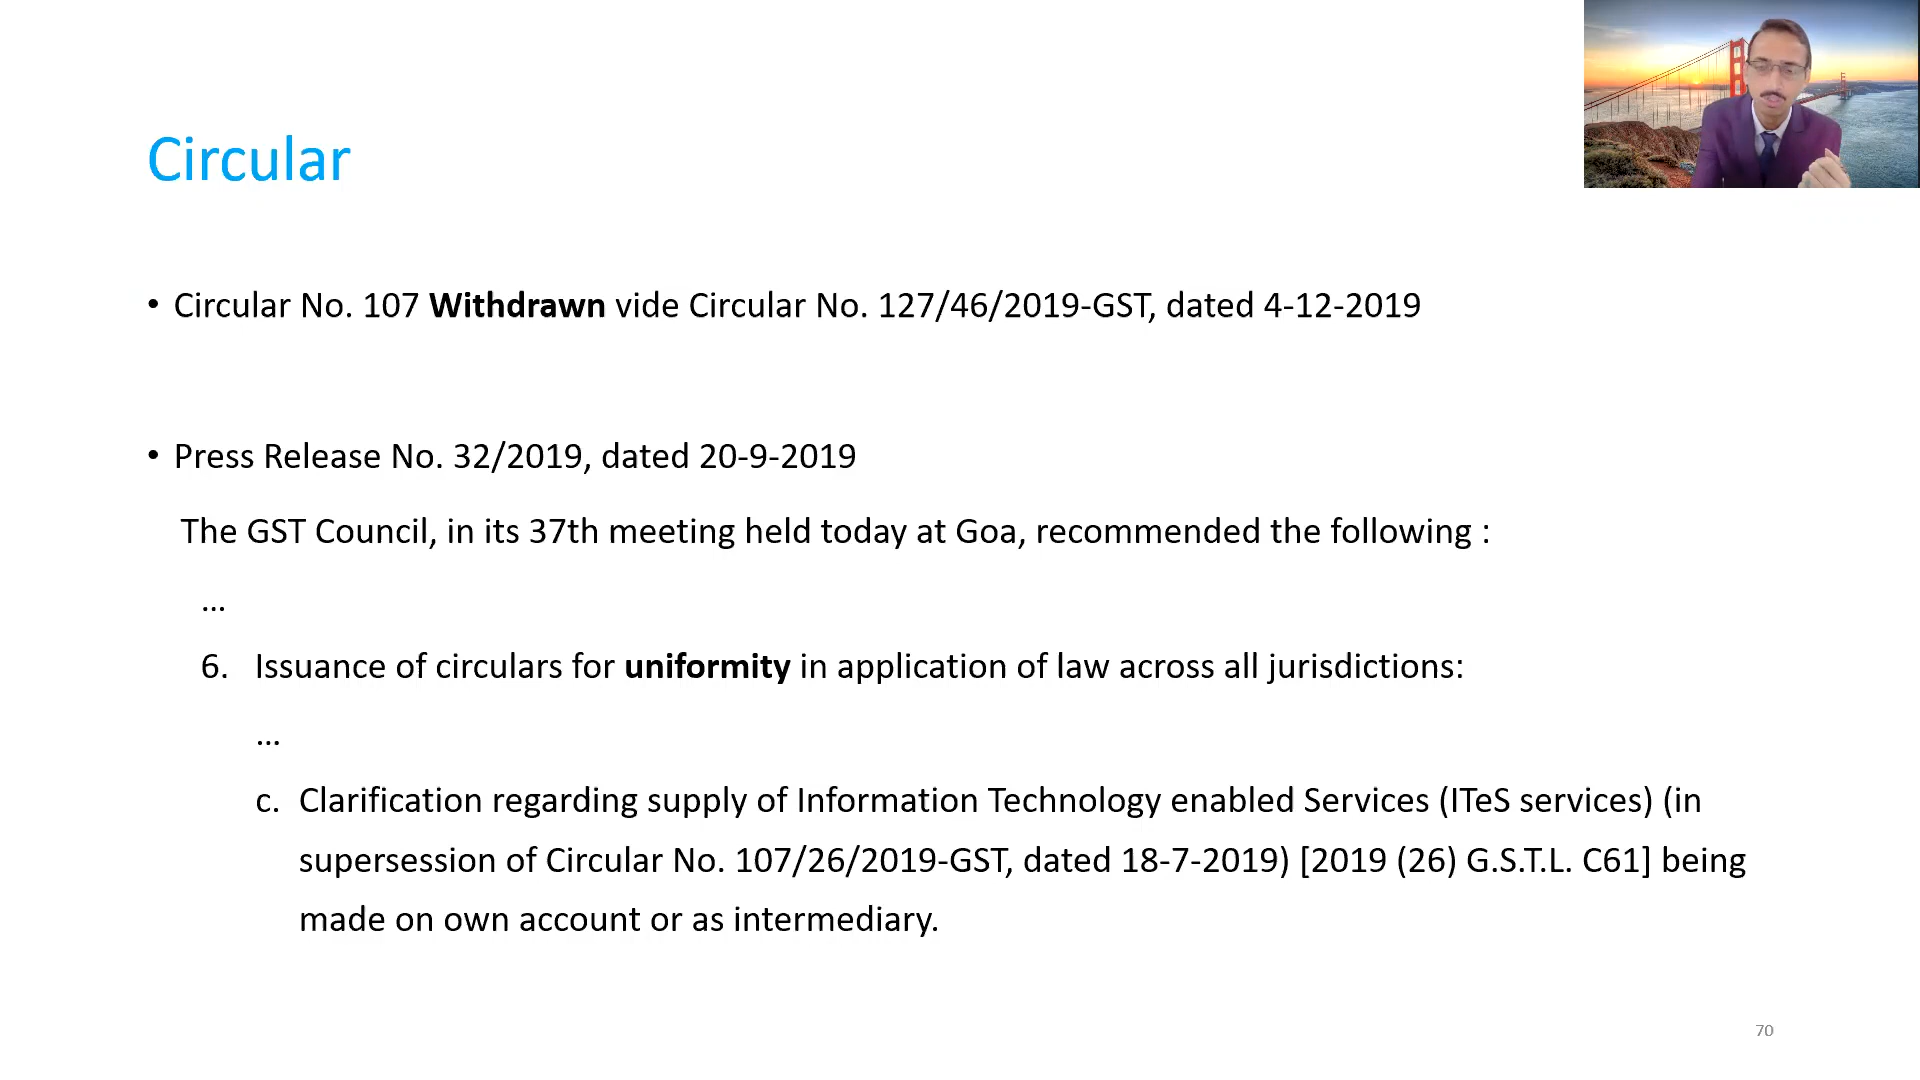 Circular
• Circular No. 107 Withdrawn vide Circular No. 127/46/2019-GST, dated 4-12-2019
• Press Release No. 32/2019, dated 20-9-2019
The GST Council, in its 37th meeting held today at Goa, recommended the following :
...
6. Issuance of circulars for uniformity in application of law across all jurisdictions:
...
c. Clarification regarding supply of Information Technology enabled Services (ITeS services) (in
supersession of Circular No. 107/26/2019-GST, dated 18-7-2019) [2019 (26) G.S.T.L. C61] being
made on own account or as intermediary.
70